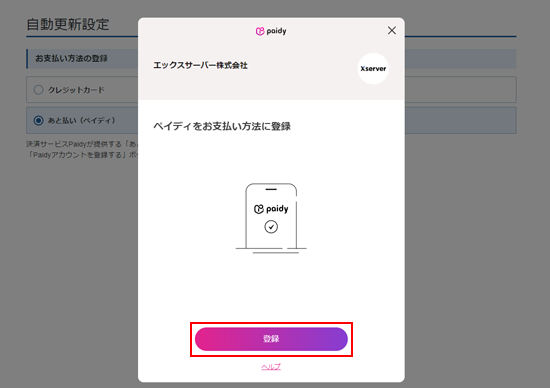 自動更新設定
お支払い方法の登録
クレジットカード
あと払い（ペイディ）
決済サービスPaidyが提供する「あ
「Paidyアカウントを登録する」ボ
paidy
エックスサーバー株式会社
Xserver
ペイディをお支払い方法に登録
paidy
登録
ヘルプ